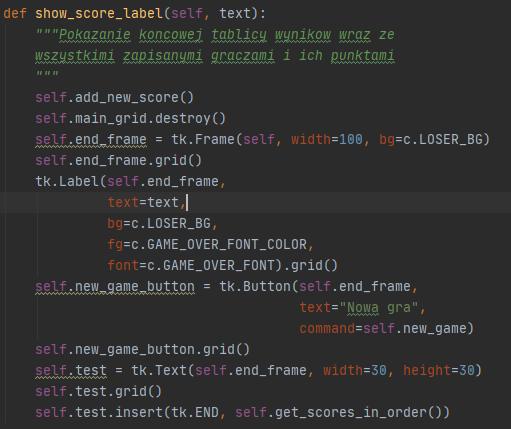 def show_score_label(self, text):
    """Pokazanie koncowej tablicy wynikow wraz ze
    wszystkimi zapisanymi graczami i ich punktami
    """
    self.add_new_score()
    self.main_grid.destroy()
    self.end_frame = tk.Frame(self, width=100, bg=c.LOSER_BG)
    self.end_frame.grid()
    tk.Label(self.end_frame,
             text=text,
             bg=c.LOSER_BG,
             fg=c.GAME_OVER_FONT_COLOR,
             font=c.GAME_OVER_FONT).grid()
    self.new_game_button = tk.Button(self.end_frame,
                                     text="Nowa gra",
                                     command=self.new_game)
    self.new_game_button.grid()
    self.test = tk.Text(self.end_frame, width=30, height=30)
    self.test.grid()
    self.test.insert(tk.END, self.get_scores_in_order())